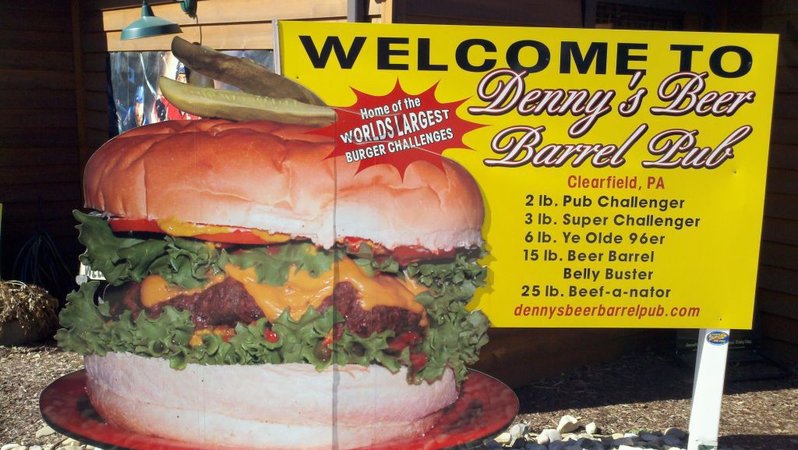 WELCOME TO
Denny's Beer
Barrel Pub
Home of the
WORLDS LARGEST
BURGER CHALLENGES
Clearfield, PA
2 lb. Pub Challenger
3 lb. Super Challenger
6 lb. Ye Olde 96er
15 lb. Beer Barrel
Belly Buster
25 lb. Beef-a-nator
dennysbeerbarrelpub.com